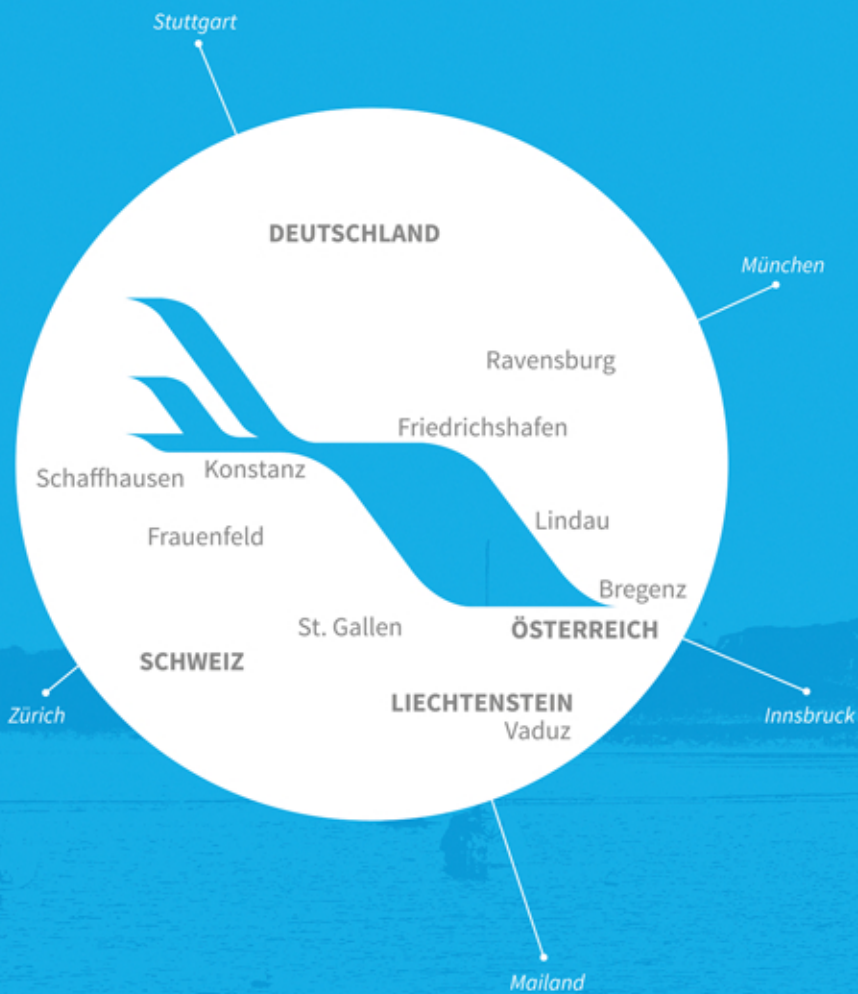 Stuttgart
DEUTSCHLAND
München
Ravensburg
Friedrichshafen
Konstanz
Schaffhausen
Lindau
Frauenfeld
Bregenz
St. Gallen
ÖSTERREICH
SCHWEIZ
LIECHTENSTEIN
Vaduz
Zürich
Innsbruck
Mailand